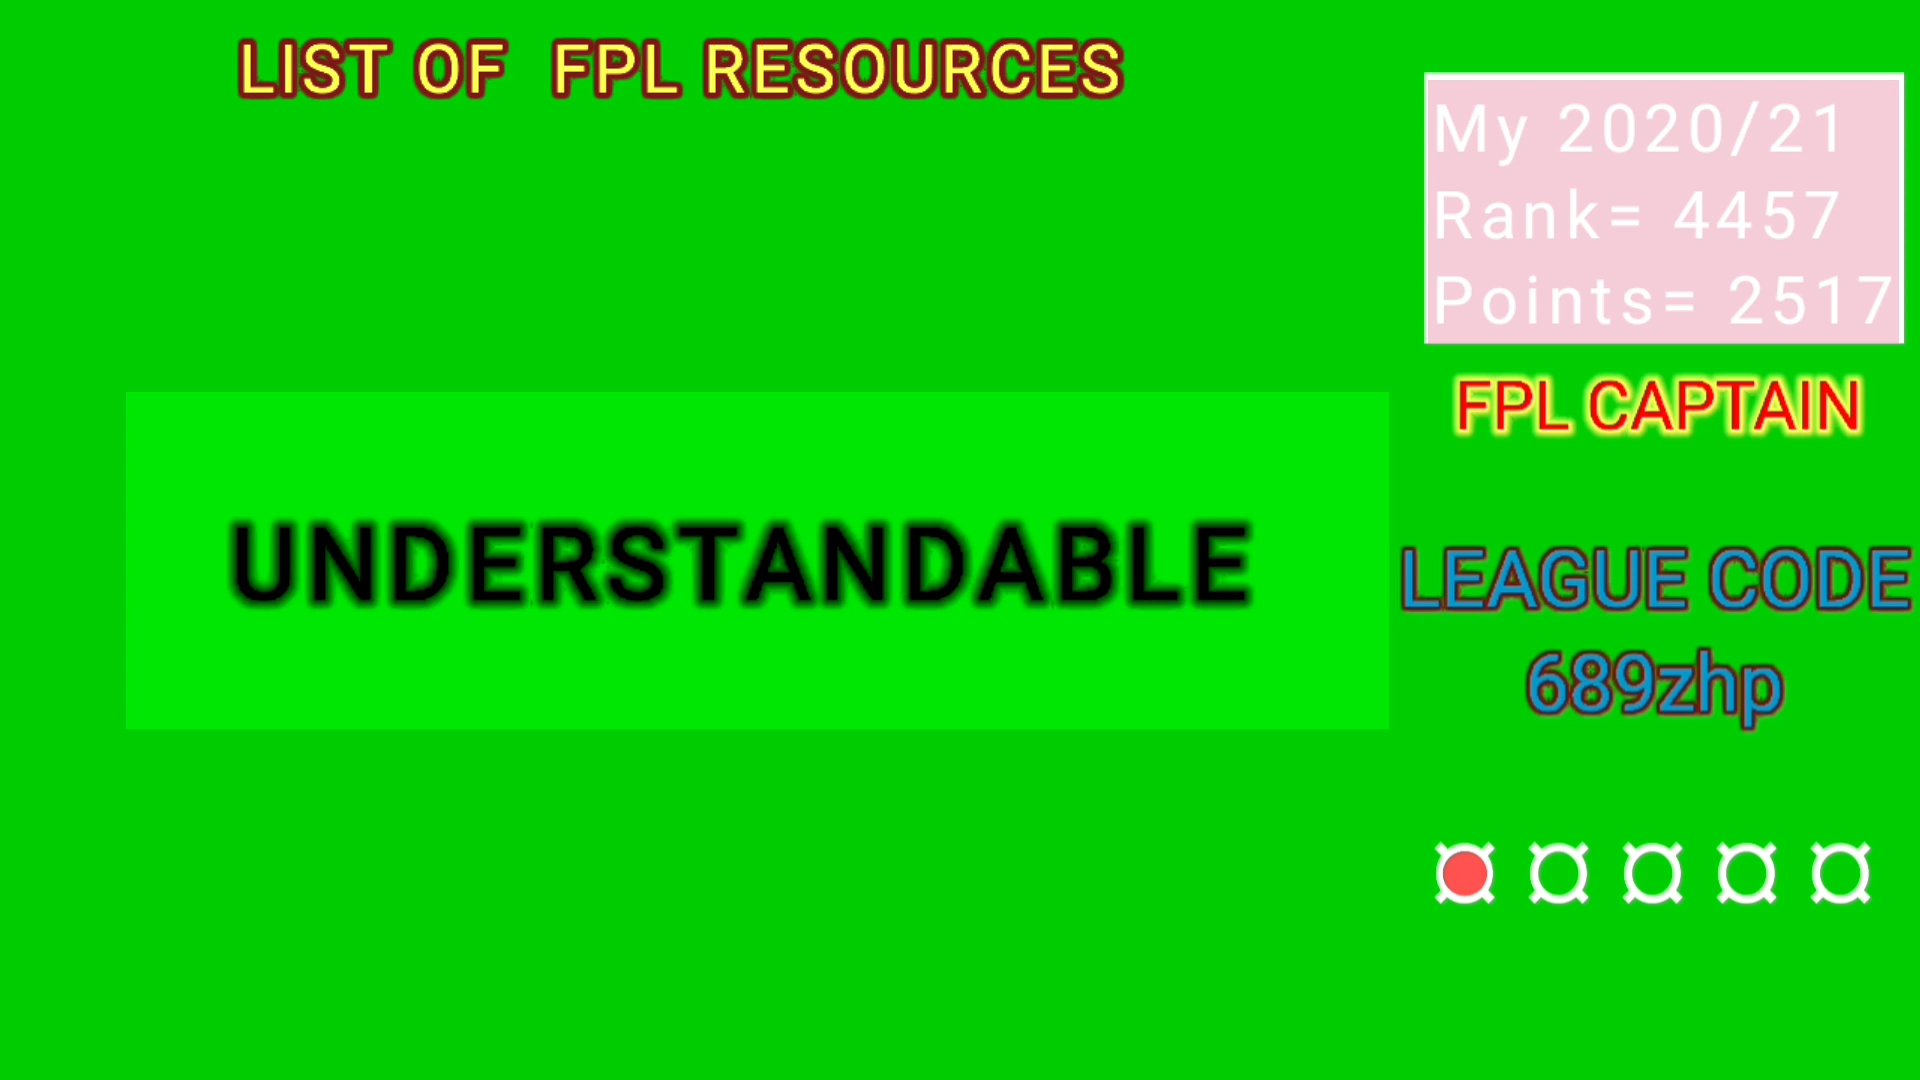 LIST OF FPL RESOURCES
My 2020/21
Rank= 4457
Points= 2517
FPL CAPTAIN
UNDERSTANDABLE
LEAGUE CODE
689zhp